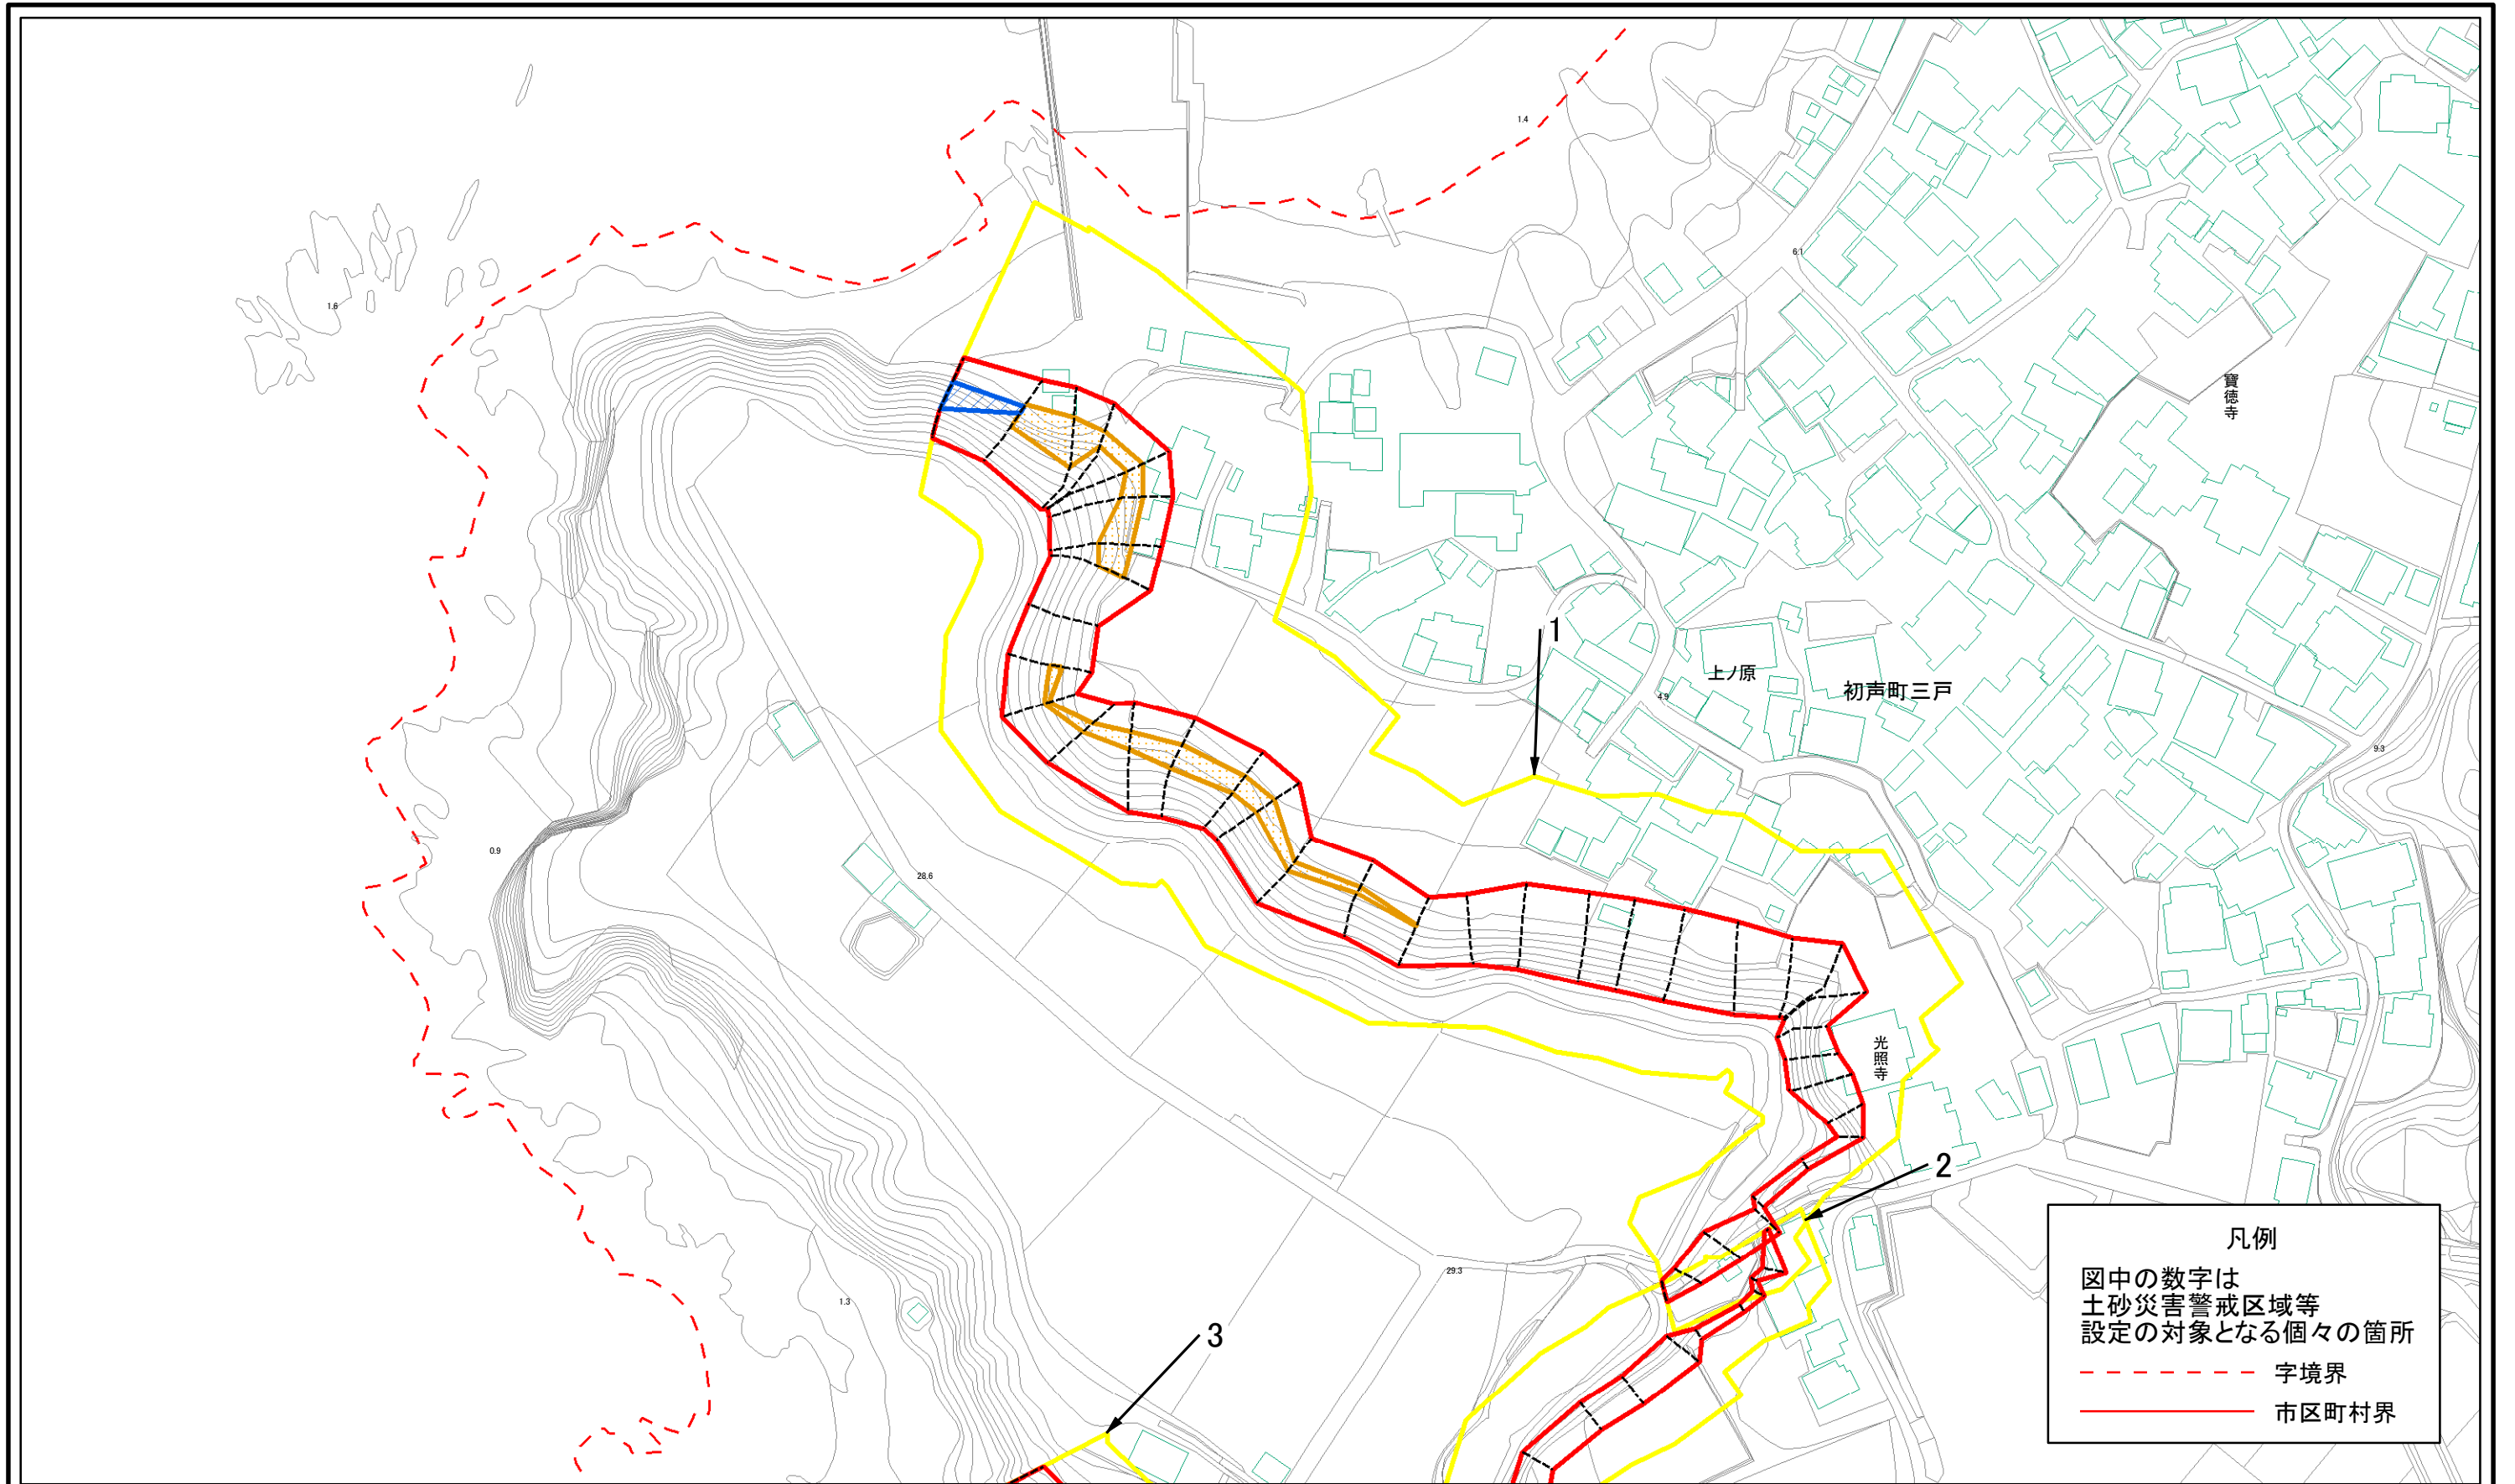 1.4
6.1
1.6
寶徳寺
1
上ノ原
初声町三戸
4.9
9.3
0.9
28.6
光照寺
2
29.3
1.3
3
凡例
図中の数字は
土砂災害警戒区域等
設定の対象となる個々の箇所
字境界
市区町村界